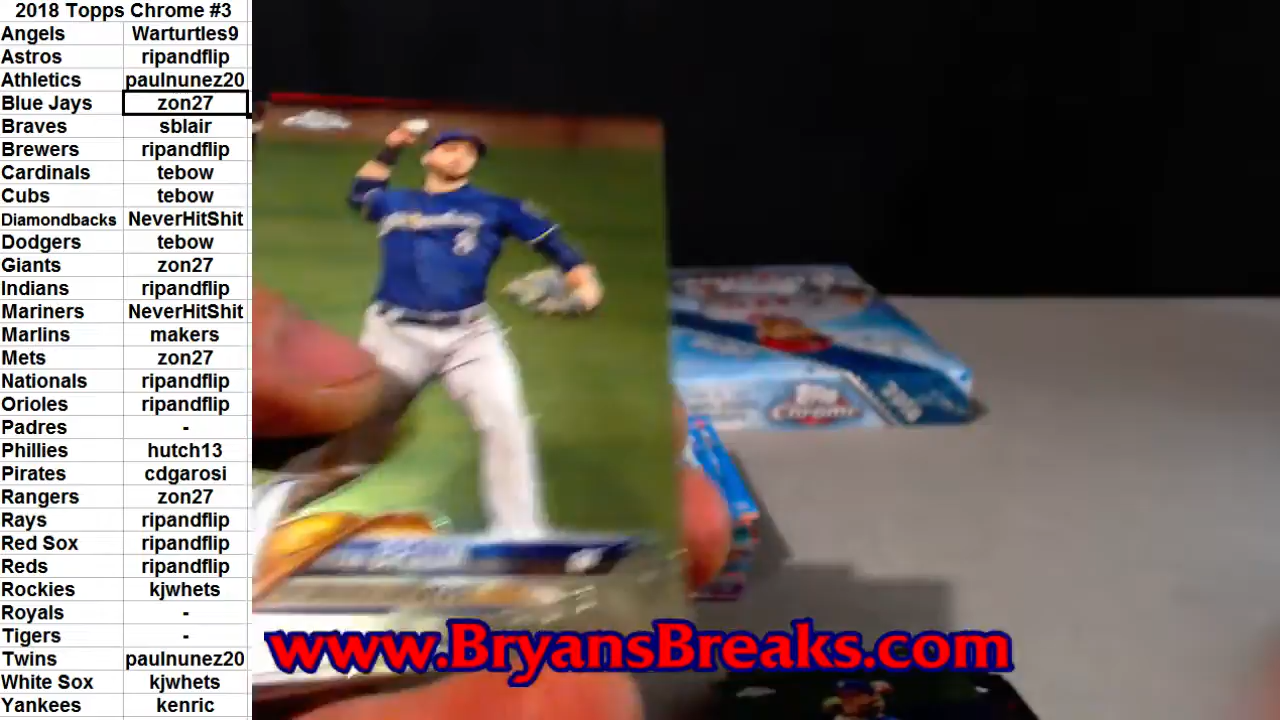 2018 Topps Chrome #3
Angels Warturtles9
Astros ripandflip
Athletics paulnunez20
Blue Jays zon27
Braves sblair
Brewers ripandflip
Cardinals tebow
Cubs tebow
Diamondbacks NeverHitShit
Dodgers tebow
Giants zon27
Indians ripandflip
Mariners NeverHitShit
Marlins makers
Mets zon27
Nationals ripandflip
Orioles ripandflip
Padres -
Phillies hutch13
Pirates cdgarosi
Rangers zon27
Rays ripandflip
Red Sox ripandflip
Reds ripandflip
Rockies kjwhets
Royals -
Tigers -
Twins paulnunez20
White Sox kjwhets
Yankees kenric
Topps
Chrome
www.BryansBreaks.com